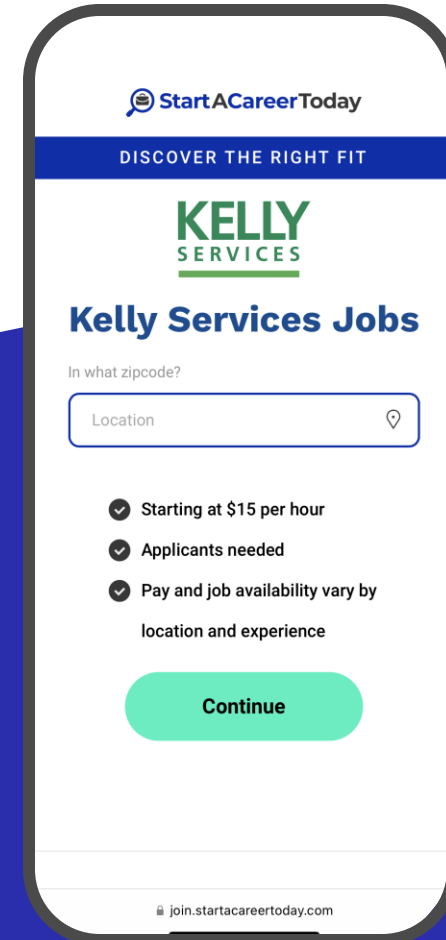 StartACareerToday
DISCOVER THE RIGHT FIT
KELLY
SERVICES
Kelly Services Jobs
In what zipcode?
Location
Starting at $15 per hour
Applicants needed
Pay and job availability vary by
location and experience
Continue
join.startacareertoday.com